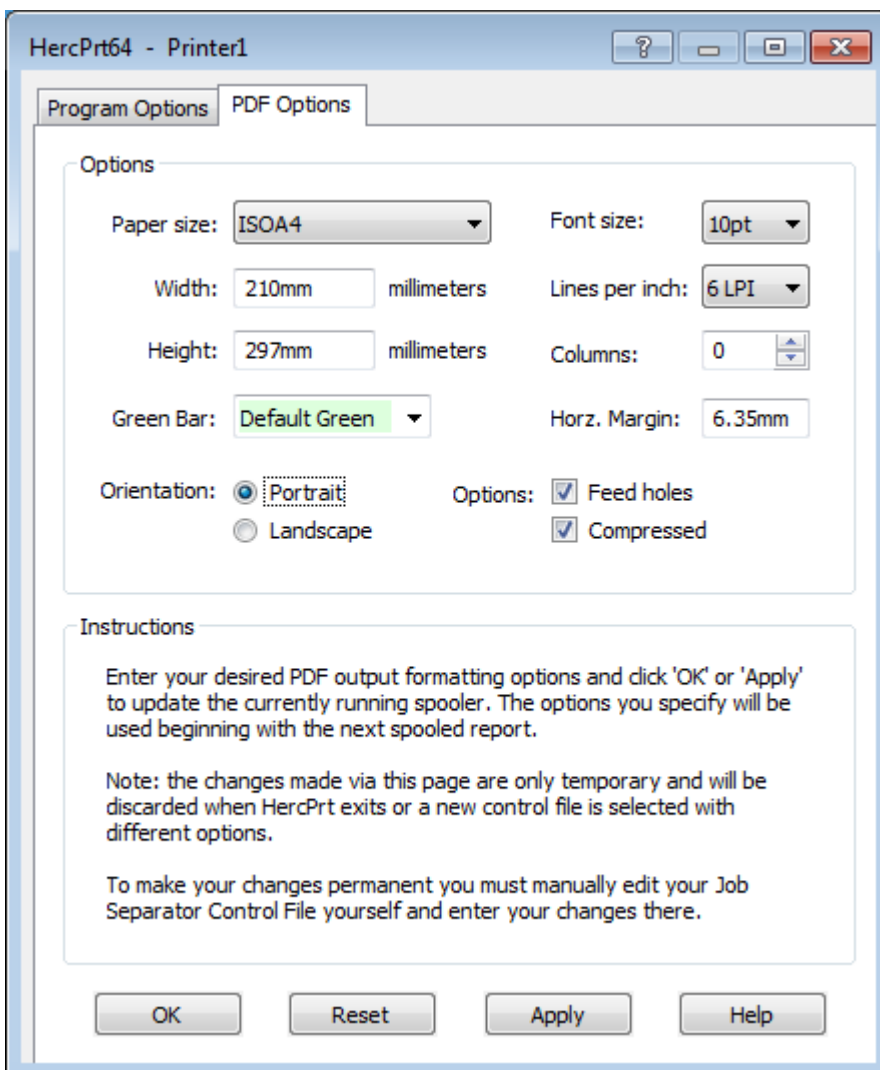 HercPrt64 - Printer1
Program Options
PDF Options
Options
Paper size: ISOA4 Font size: 10pt
Width: 210mm millimeters Lines per inch: 6 LPI
Height: 297mm millimeters Columns: 0
Green Bar: Default Green Horz. Margin: 6.35mm
Orientation: Portrait Options: Feed holes
Landscape Compressed
Instructions
Enter your desired PDF output formatting options and click 'OK' or 'Apply'
to update the currently running spooler. The options you specify will be
used beginning with the next spooled report.
Note: the changes made via this page are only temporary and will be
discarded when HercPrt exits or a new control file is selected with
different options.
To make your changes permanent you must manually edit your Job
Separator Control File yourself and enter your changes there.
OK Reset Apply Help